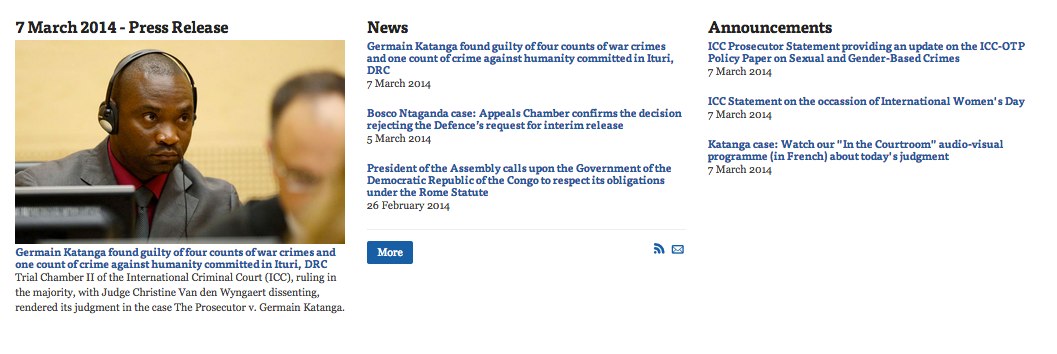 7 March 2014 - Press Release
Germain Katanga found guilty of four counts of war crimes and
one count of crime against humanity committed in Ituri, DRC
Trial Chamber II of the International Criminal Court (ICC), ruling in
the majority, with Judge Christine Van den Wyngaert dissenting,
rendered its judgment in the case The Prosecutor v. Germain Katanga.
News
Germain Katanga found guilty of four counts of war crimes
and one count of crime against humanity committed in Ituri,
DRC
7 March 2014
Bosco Ntaganda case: Appeals Chamber confirms the decision
rejecting the Defence's request for interim release
5 March 2014
President of the Assembly calls upon the Government of the
Democratic Republic of the Congo to respect its obligations
under the Rome Statute
26 February 2014
More
Announcements
ICC Prosecutor Statement providing an update on the ICC-OTP
Policy Paper on Sexual and Gender-Based Crimes
7 March 2014
ICC Statement on the occassion of International Women's Day
7 March 2014
Katanga case: Watch our "In the Courtroom" audio-visual
programme (in French) about today's judgment
7 March 2014